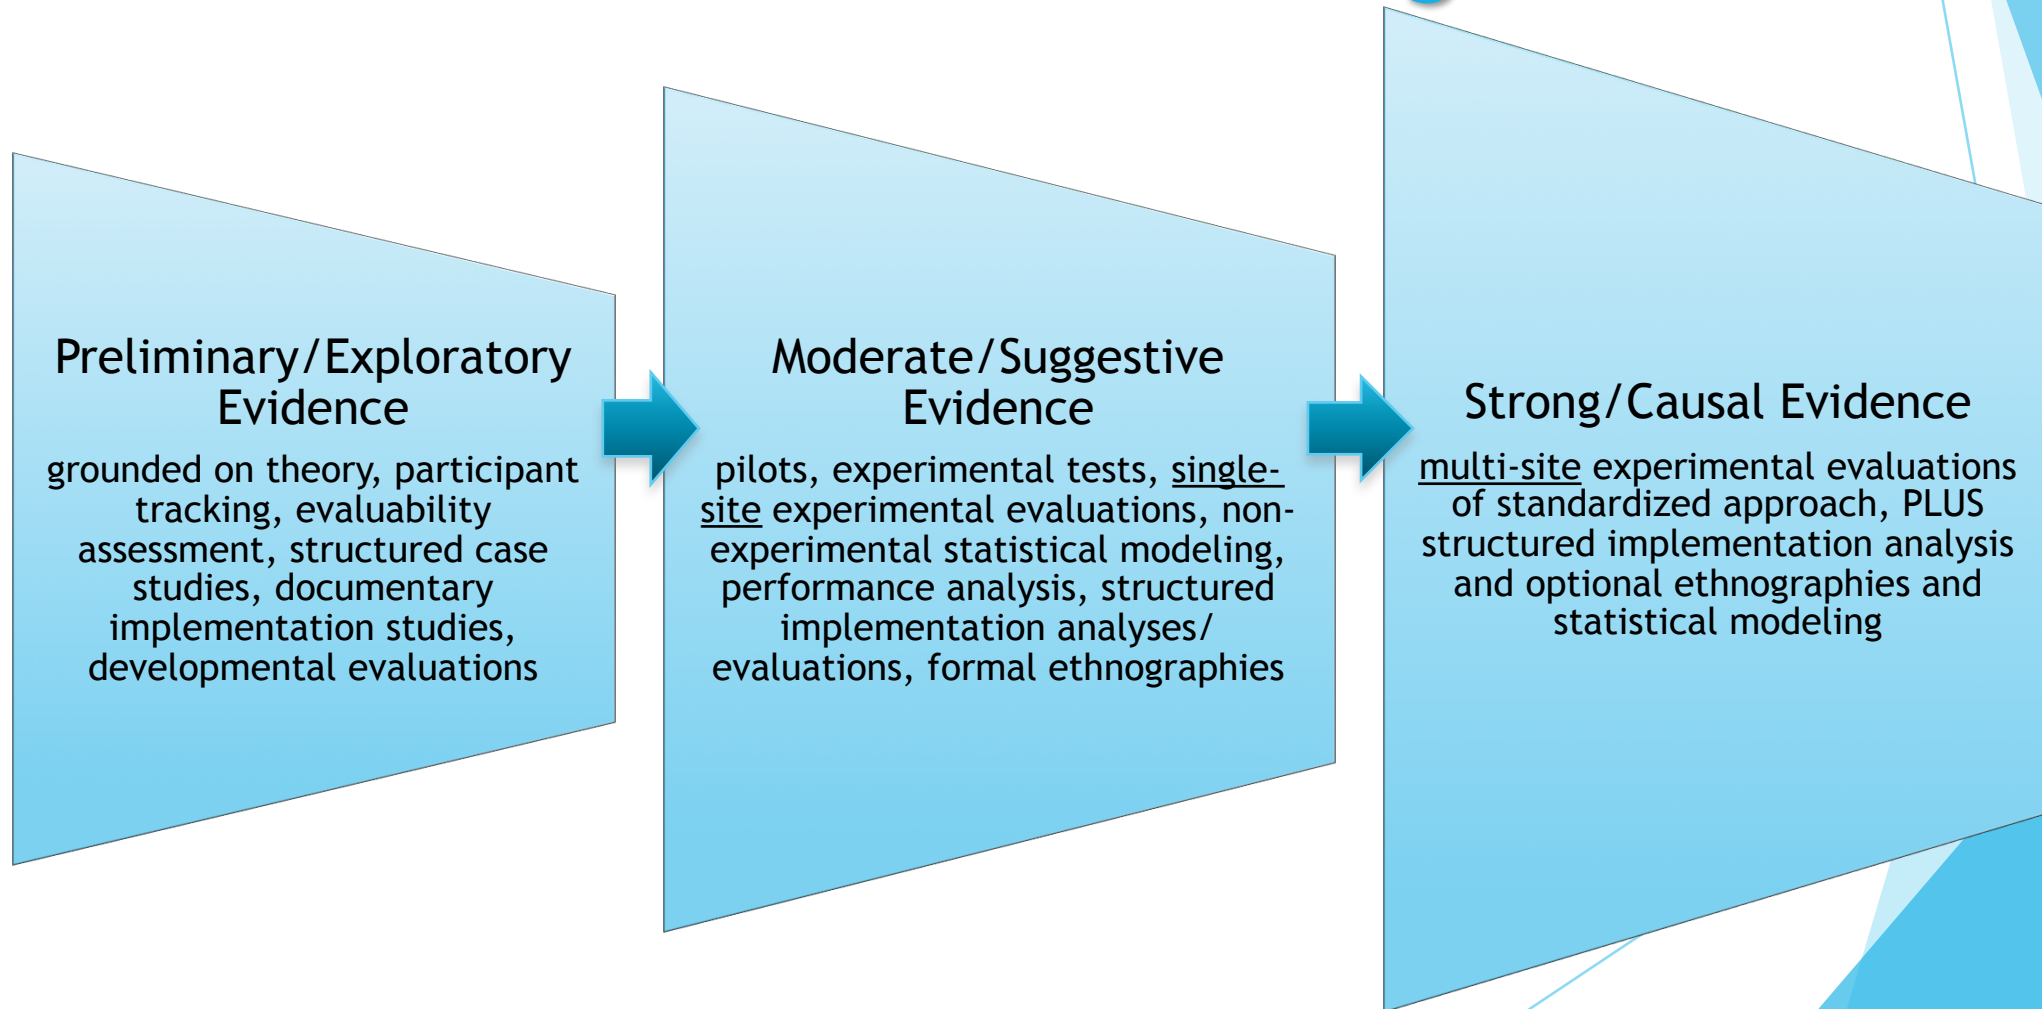 Preliminary/Exploratory
Evidence
grounded on theory, participant
tracking, evaluability
assessment, structured case
studies, documentary
implementation studies,
developmental evaluations
Moderate/Suggestive
Evidence
pilots, experimental tests, single-
site experimental evaluations, non-
experimental statistical modeling,
performance analysis, structured
implementation analyses/
evaluations, formal ethnographies
Strong/Causal Evidence
multi-site experimental evaluations
of standardized approach, PLUS
structured implementation analysis
and optional ethnographies and
statistical modeling